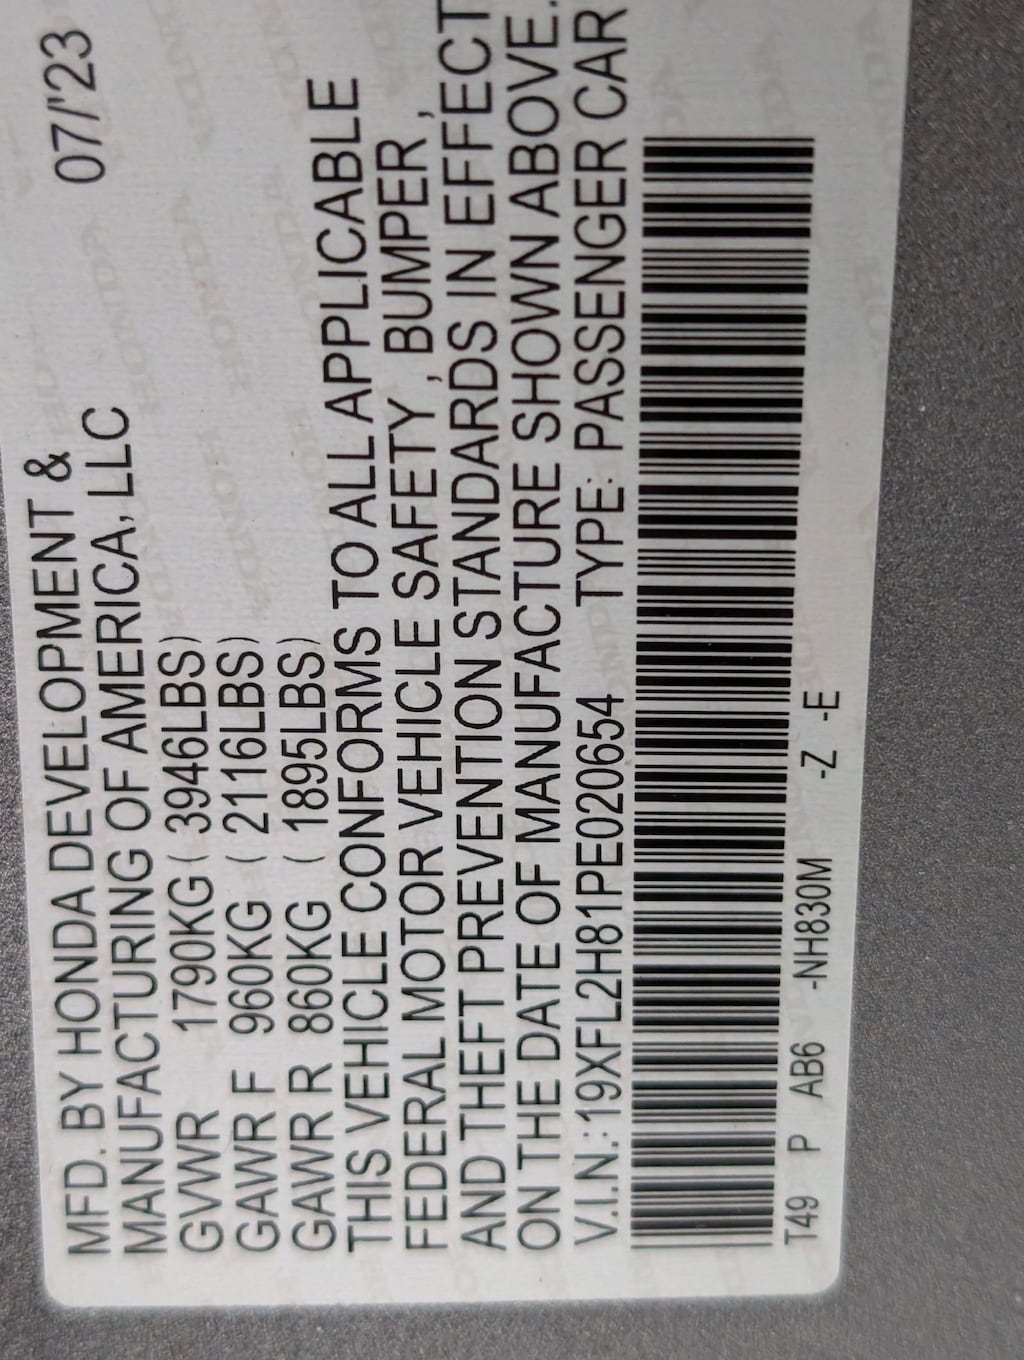 MFD. BY HONDA DEVELOPMENT & 07/'23
MANUFACTURING OF AMERICA, LLC
GVWR 1790KG ( 3946LBS)
GAWR F 960KG ( 2116LBS)
GAWR R 860KG ( 1895LBS)
THIS VEHICLE CONFORMS TO ALL APPLICABLE
FEDERAL MOTOR VEHICLE SAFETY , BUMPER ,
AND THEFT PREVENTION STANDARDS IN EFFECT
ON THE DATE OF MANUFACTURE SHOWN ABOVE.
V.I.N.: 19XFL2H81PE020654 TYPE: PASSENGER CAR
T49 P AB6 -NH830M -Z -E